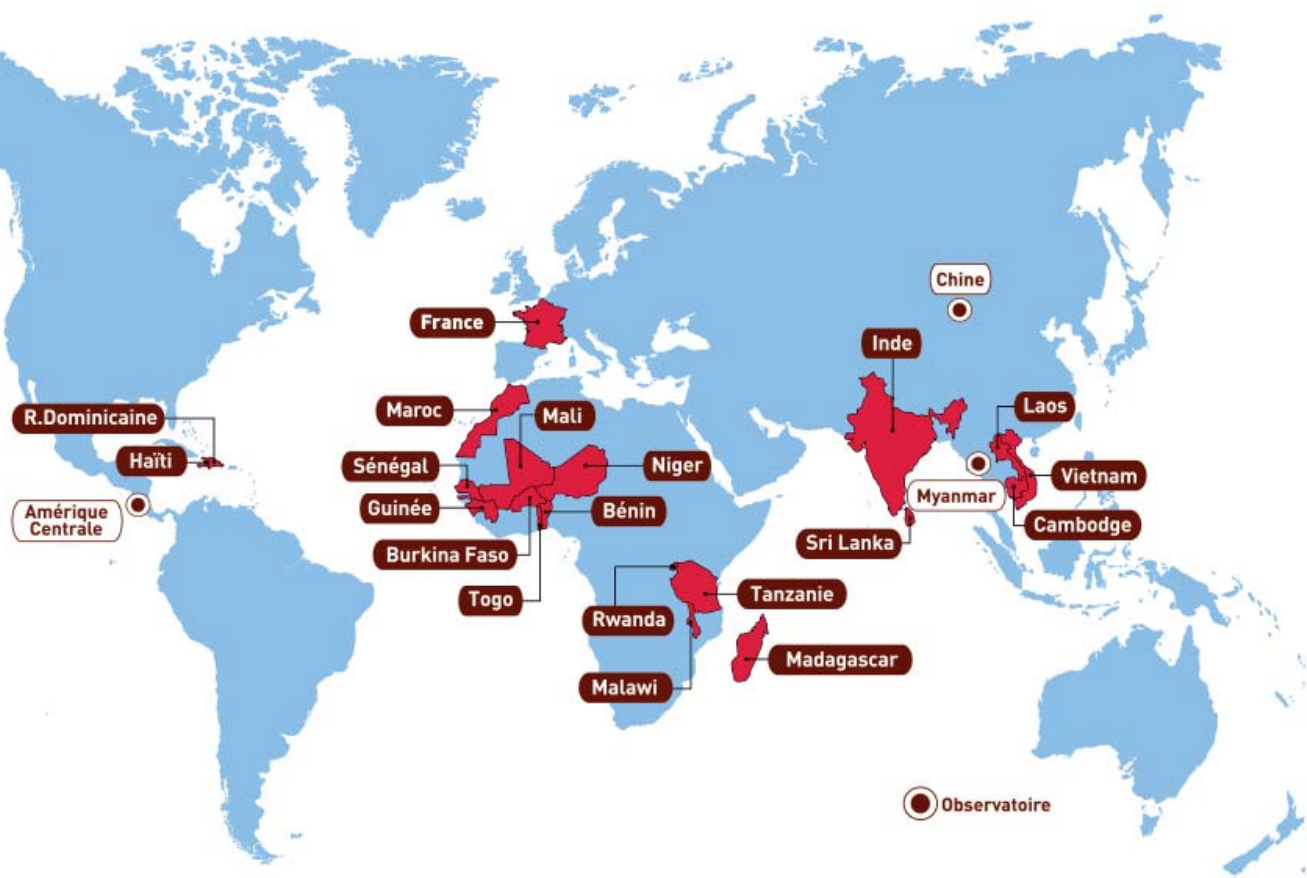 Chine
France
Inde
R.Dominicaine
Maroc
Mali
Laos
Haïti
Sénégal
Niger
Vietnam
Myanmar
Guinée
Bénin
Amérique
Centrale
Cambodge
Sri Lanka
Burkina Faso
Togo
Tanzanie
Rwanda
Madagascar
Malawi
Observatoire